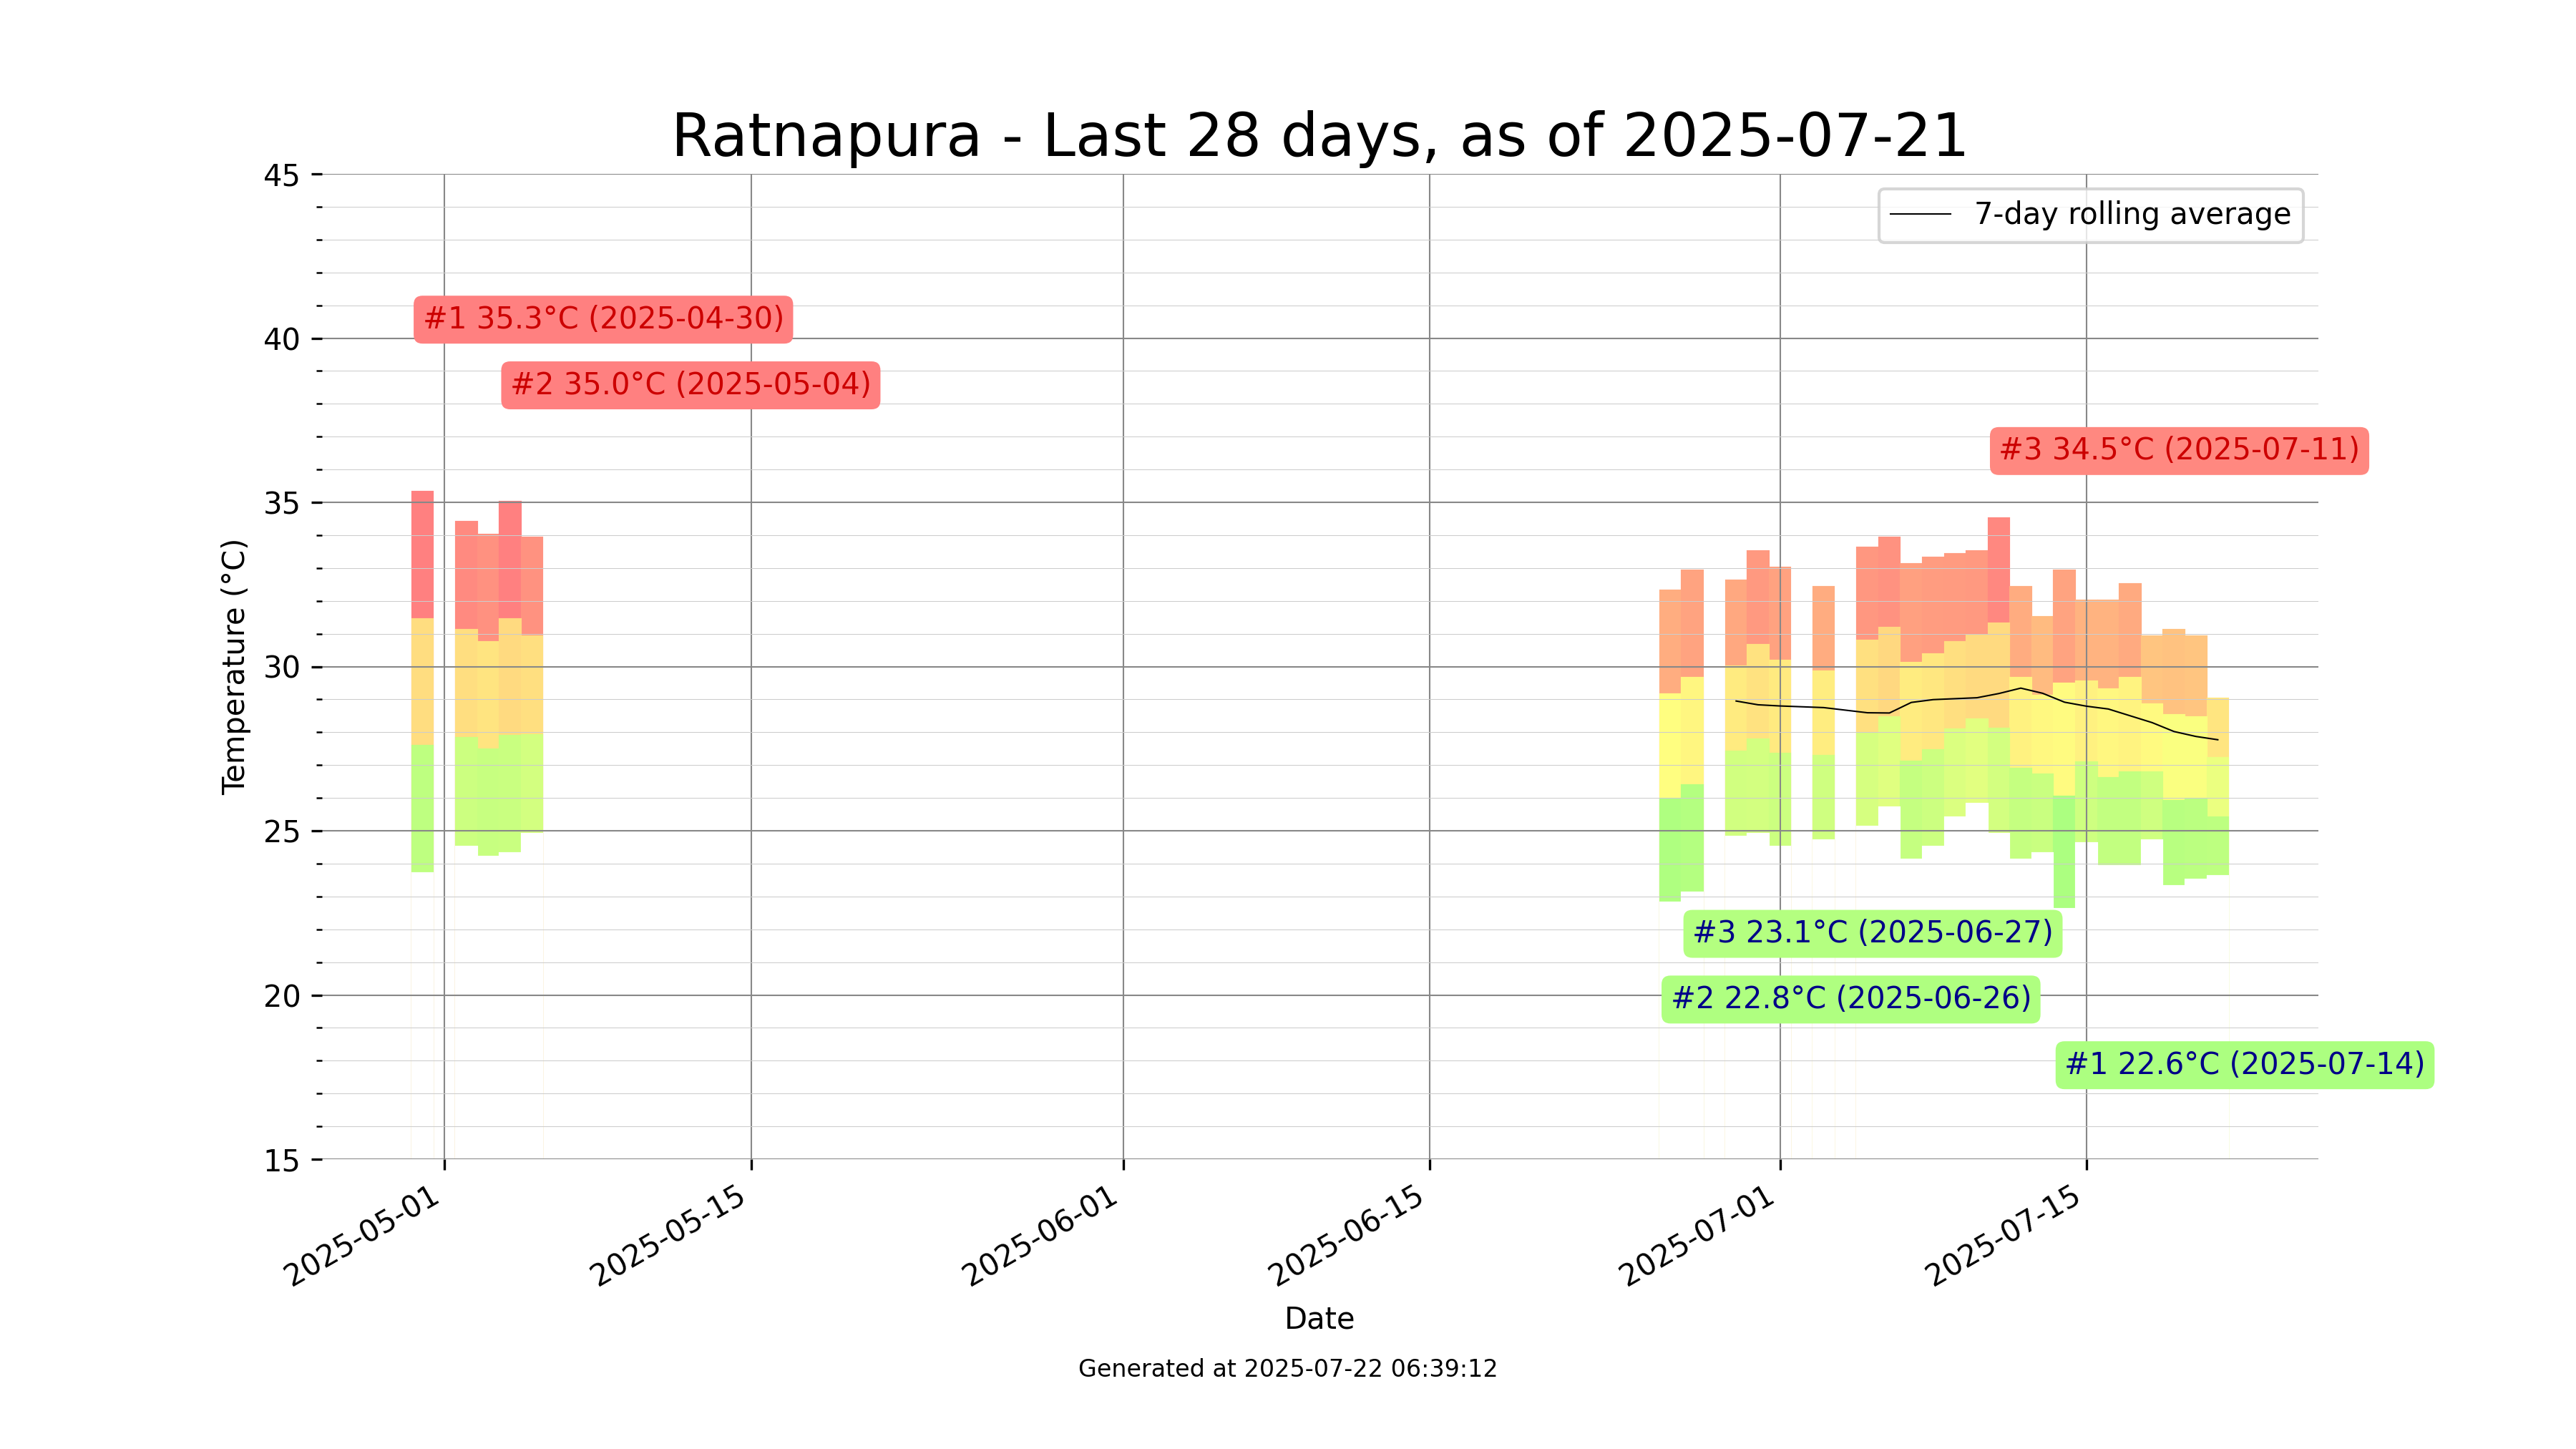 Ratnapura - Last 28 days, as of 2025-07-21
7-day rolling average
#1 35.3°C (2025-04-30)
#2 35.0°C (2025-05-04)
#3 34.5°C (2025-07-11)
#3 23.1°C (2025-06-27)
#2 22.8°C (2025-06-26)
#1 22.6°C (2025-07-14)
Temperature (°C)
45
40
35
30
25
20
15
2025-05-01
2025-05-15
2025-06-01
2025-06-15
2025-07-01
2025-07-15
Date
Generated at 2025-07-22 06:39:12